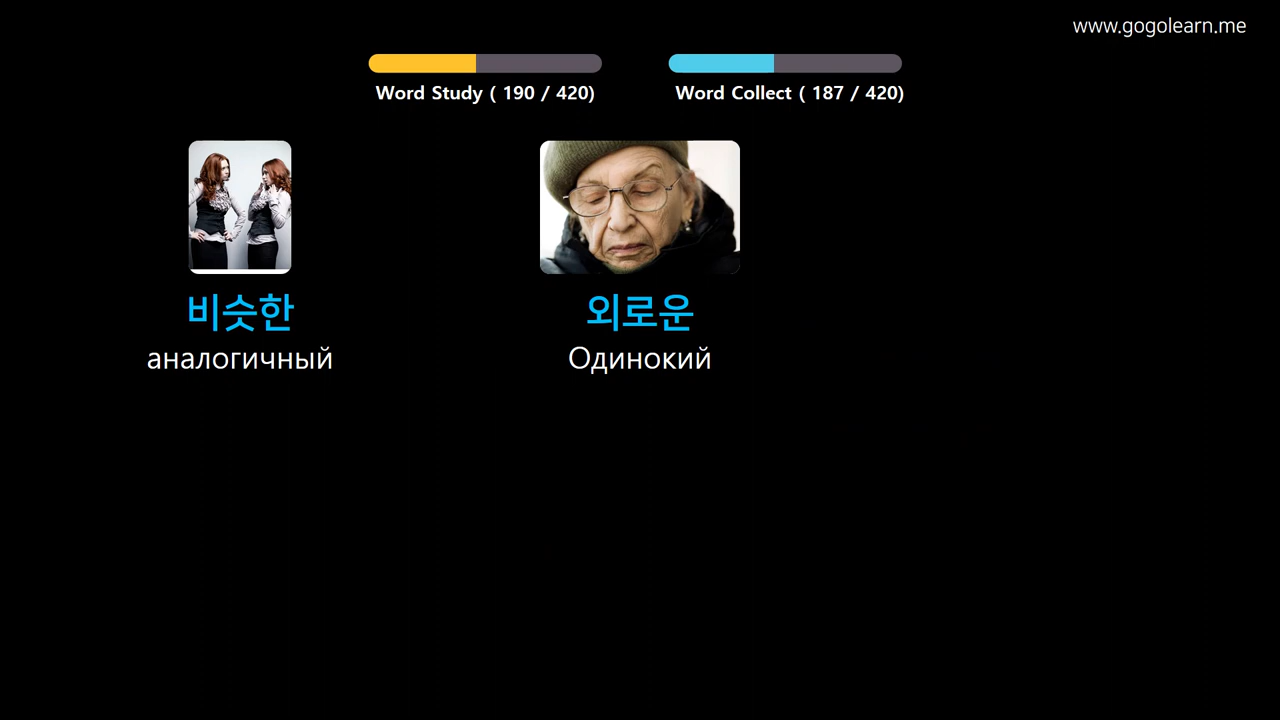 www.gogolearn.me
Word Study ( 190 / 420)
Word Collect ( 187 / 420)
비슷한
аналогичный
외로운
Одинокий